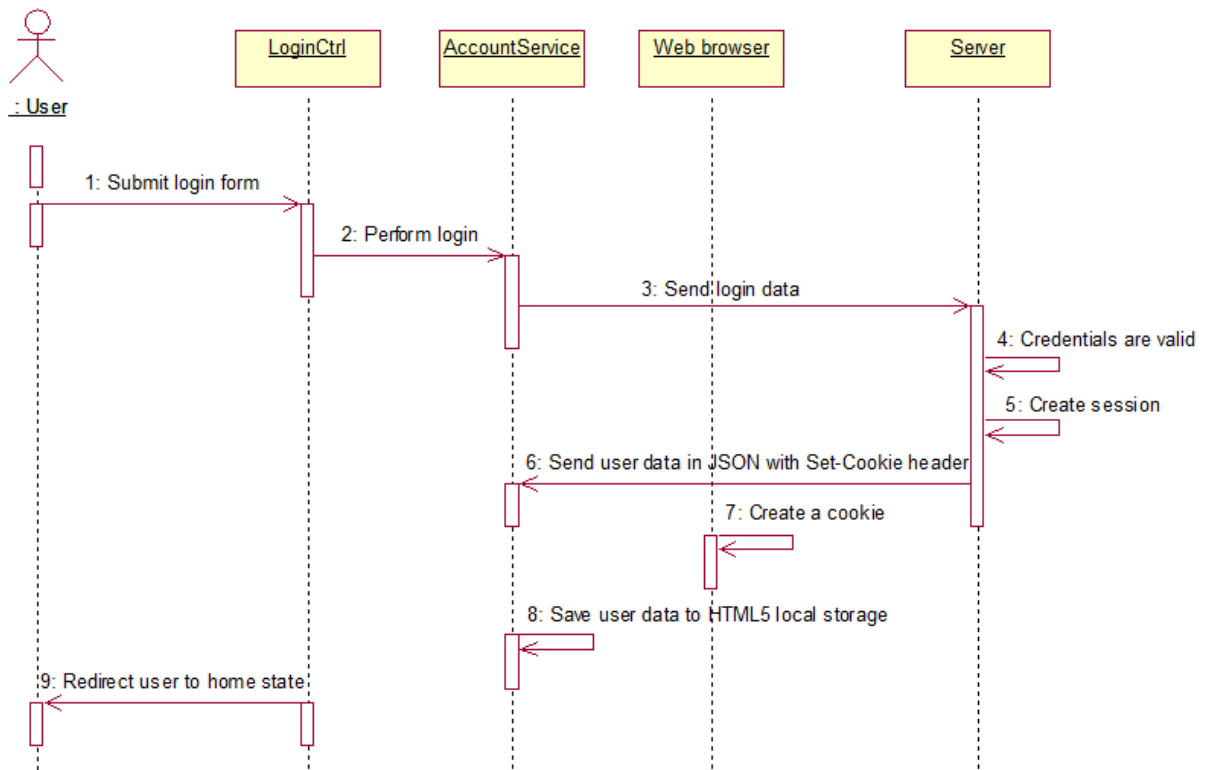 LoginCtrl
AccountService
Web browser
Server
: User
1: Submit login form
2: Perform login
3: Send login data
4: Credentials are valid
5: Create session
6: Send user data in JSON with Set-Cookie header
7: Create a cookie
8: Save user data to HTML5 local storage
9: Redirect user to home state